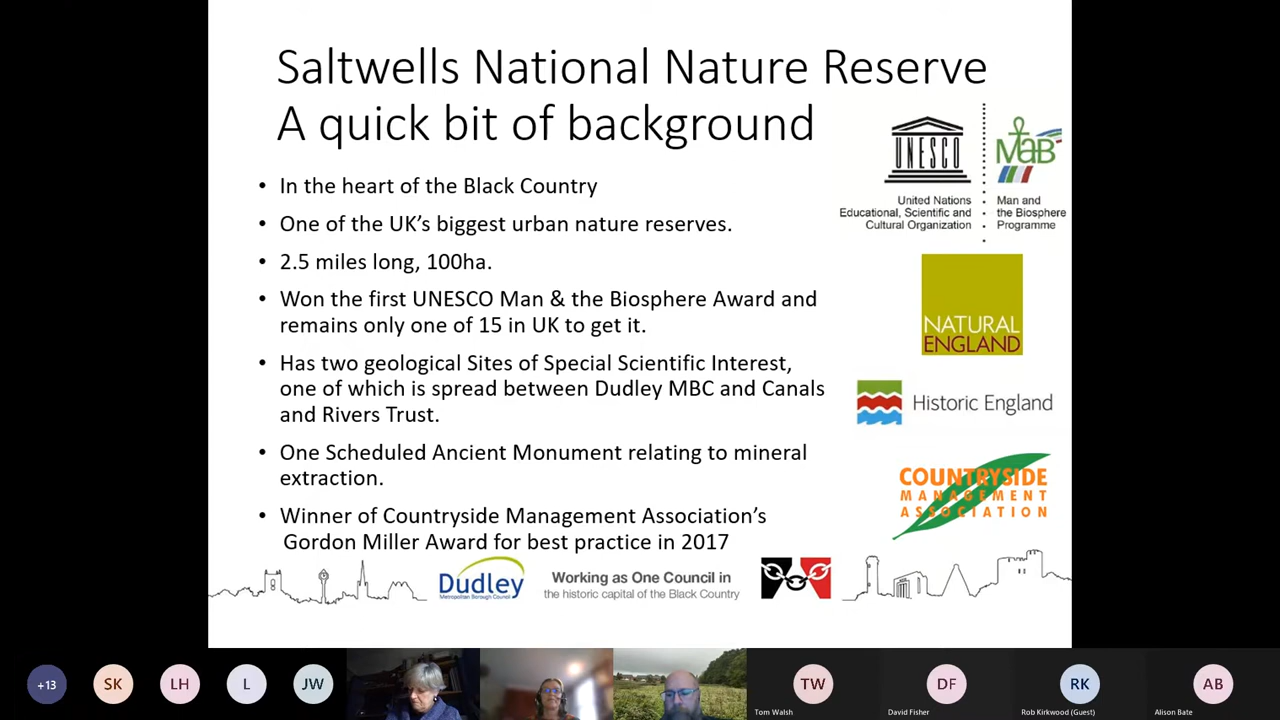 Saltwells National Nature Reserve
A quick bit of background
• In the heart of the Black Country
• One of the UK's biggest urban nature reserves.
• 2.5 miles long, 100ha.
• Won the first UNESCO Man & the Biosphere Award and
remains only one of 15 in UK to get it.
• Has two geological Sites of Special Scientific Interest,
one of which is spread between Dudley MBC and Canals
and Rivers Trust.
• One Scheduled Ancient Monument relating to mineral
extraction.
• Winner of Countryside Management Association's
Gordon Miller Award for best practice in 2017
UNESCO
MaB
United Nations
Educational, Scientific and
Cultural Organization
Man and
the Biosphere
Programme
NATURAL
ENGLAND
Historic England
COUNTRYSIDE
MANAGEMENT
ASSOCIATION
Dudley
Metropolitan Borough Council
Working as One Council in
the historic capital of the Black Country
+13
SK
LH
L
JW
TW
Tom Walsh
DF
David Fisher
RK
Rob Kirkwood (Guest)
AB
Alison Bate